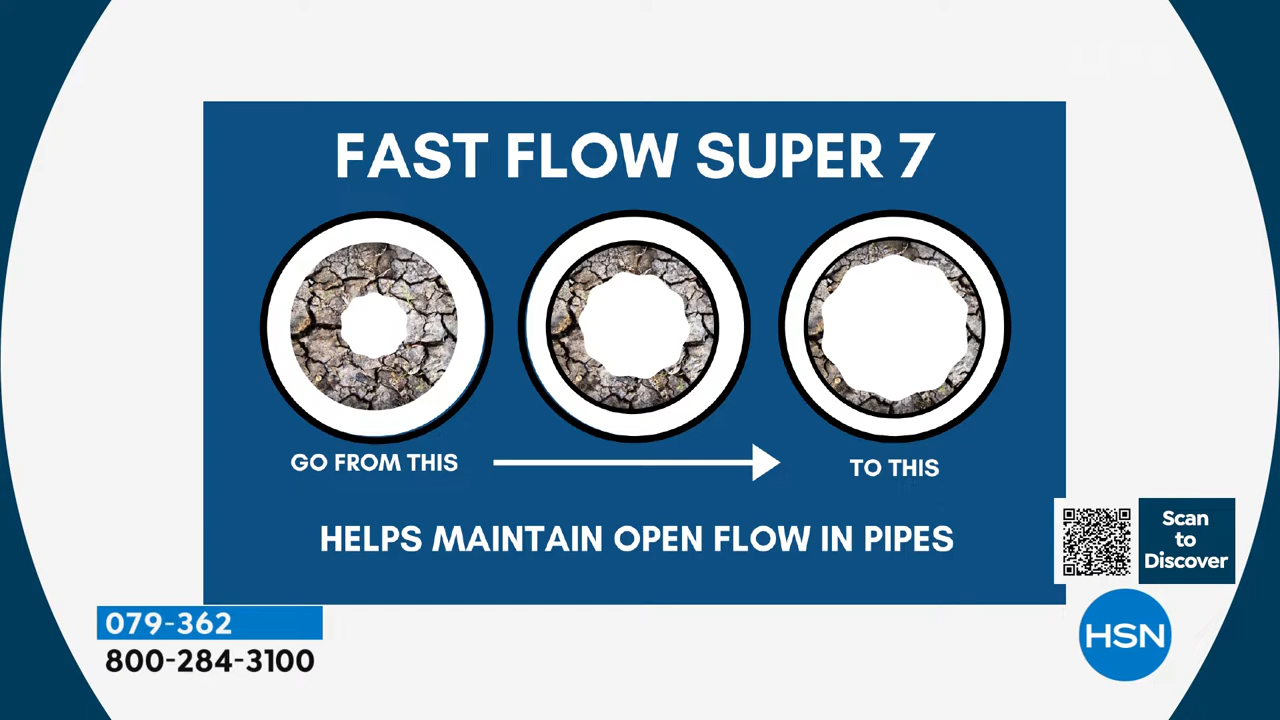 FAST FLOW SUPER 7
GO FROM THIS
TO THIS
HELPS MAINTAIN OPEN FLOW IN PIPES
Scan
to
Discover
079-362
800-284-3100
HSN